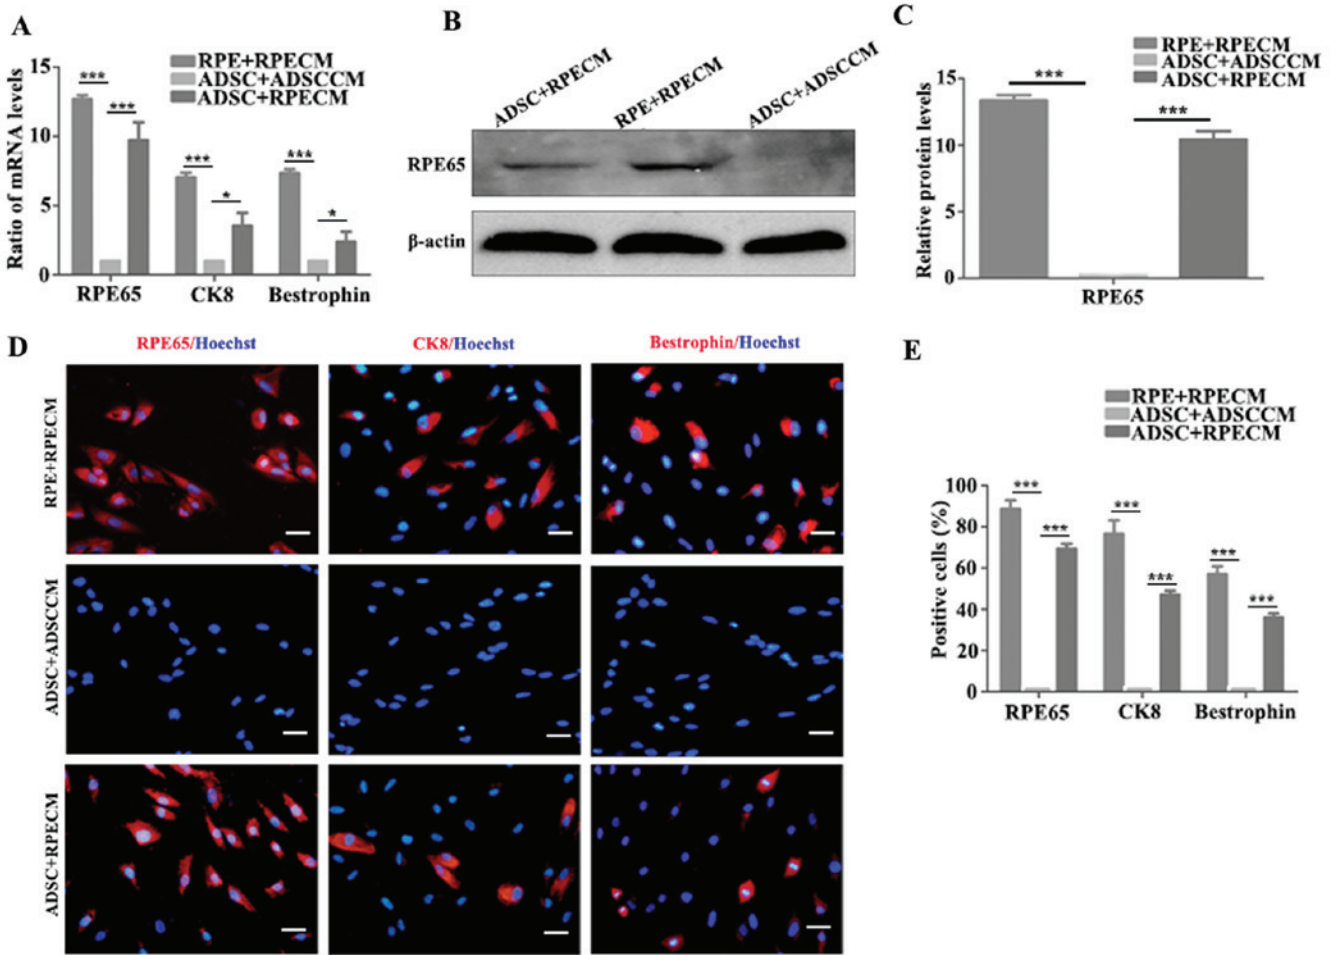 A
RPE+RPECM
ADSC+ADSCCM
ADSC+RPECM
Ratio of mRNA levels
15
10
5
0
***
***
***
*
***
*
RPE65
CK8
Bestrophin
B
ADSC+RPECM
RPE+RPECM
ADSC+ADSCCM
RPE65
β-actin
C
RPE+RPECM
ADSC+ADSCCM
ADSC+RPECM
Relative protein levels
15
10
5
0
***
***
RPE65
D
RPE65/Hoechst
CK8/Hoechst
Bestrophin/Hoechst
RPE+RPECM
ADSC+ADSCCM
ADSC+RPECM
E
RPE+RPECM
ADSC+ADSCCM
ADSC+RPECM
Positive cells (%)
100
80
60
40
20
0
***
***
***
***
***
***
RPE65
CK8
Bestrophin